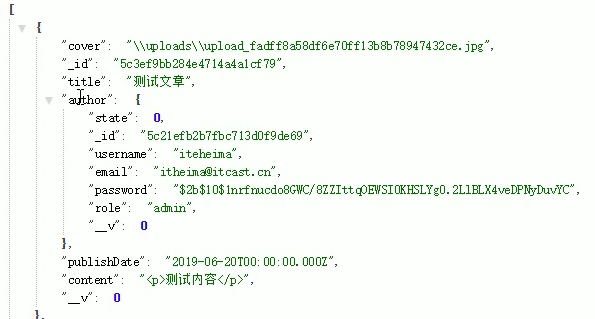 [
{
"cover": "\\uploads\\upload_fadff8a58df6e70ff13b8b78947432ce.jpg",
"_id": "5c3ef9bb284e4714a4a1cf79",
"title": "测试文章",
"author": {
"state": 0,
"_id": "5c21efb2b7fbc713d0f9de69",
"username": "iteheima",
"email": "itheima@itcast.cn",
"password": "$2b$10$1nrfnucdo8GWC/8ZZIttqOEWSI0KHSLYg0.2LlBLX4veDPNyDuvYC",
"role": "admin",
"__v": 0
},
"publishDate": "2019-06-20T00:00:00.000Z",
"content": "<p>测试内容</p>",
"__v": 0
},